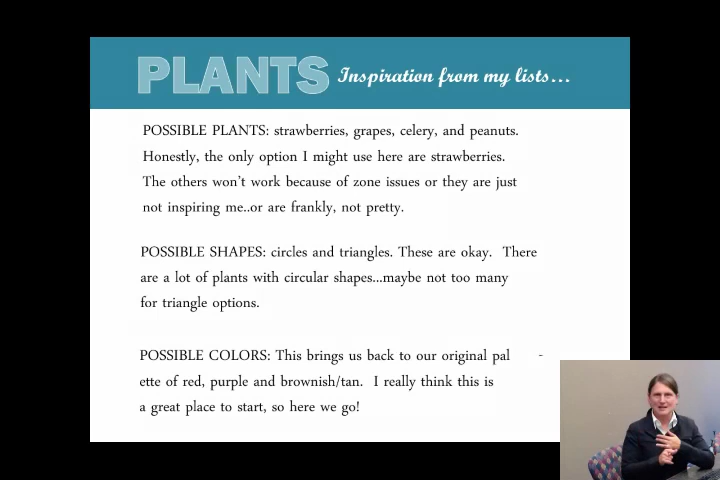 PLANTS Inspiration from my lists...
POSSIBLE PLANTS: strawberries, grapes, celery, and peanuts.
Honestly, the only option I might use here are strawberries.
The others won't work because of zone issues or they are just
not inspiring me..or are frankly, not pretty.
POSSIBLE SHAPES: circles and triangles. These are okay. There
are a lot of plants with circular shapes...maybe not too many
for triangle options.
POSSIBLE COLORS: This brings us back to our original pal -
ette of red, purple and brownish/tan. I really think this is
a great place to start, so here we go!